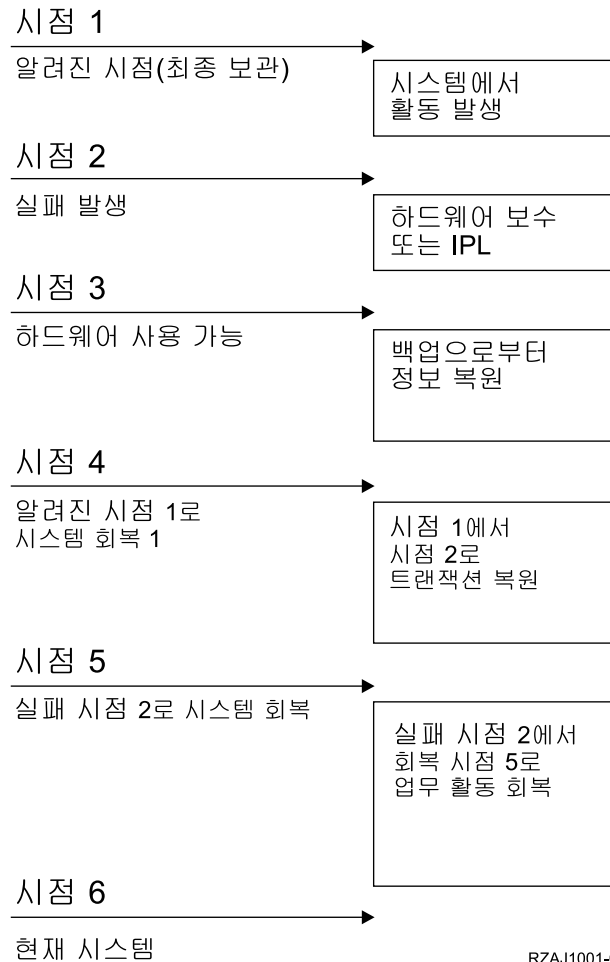 시점 1
알려진 시점(최종 보관)
시스템에서
활동 발생
시점 2
실패 발생
하드웨어 보수
또는 IPL
시점 3
하드웨어 사용 가능
백업으로부터
정보 복원
시점 4
알려진 시점 1로
시스템 회복 1
시점 1에서
시점 2로
트랜잭션 복원
시점 5
실패 시점 2로 시스템 회복
실패 시점 2에서
회복 시점 5로
업무 활동 회복
시점 6
현재 시스템
RZAJ1001-